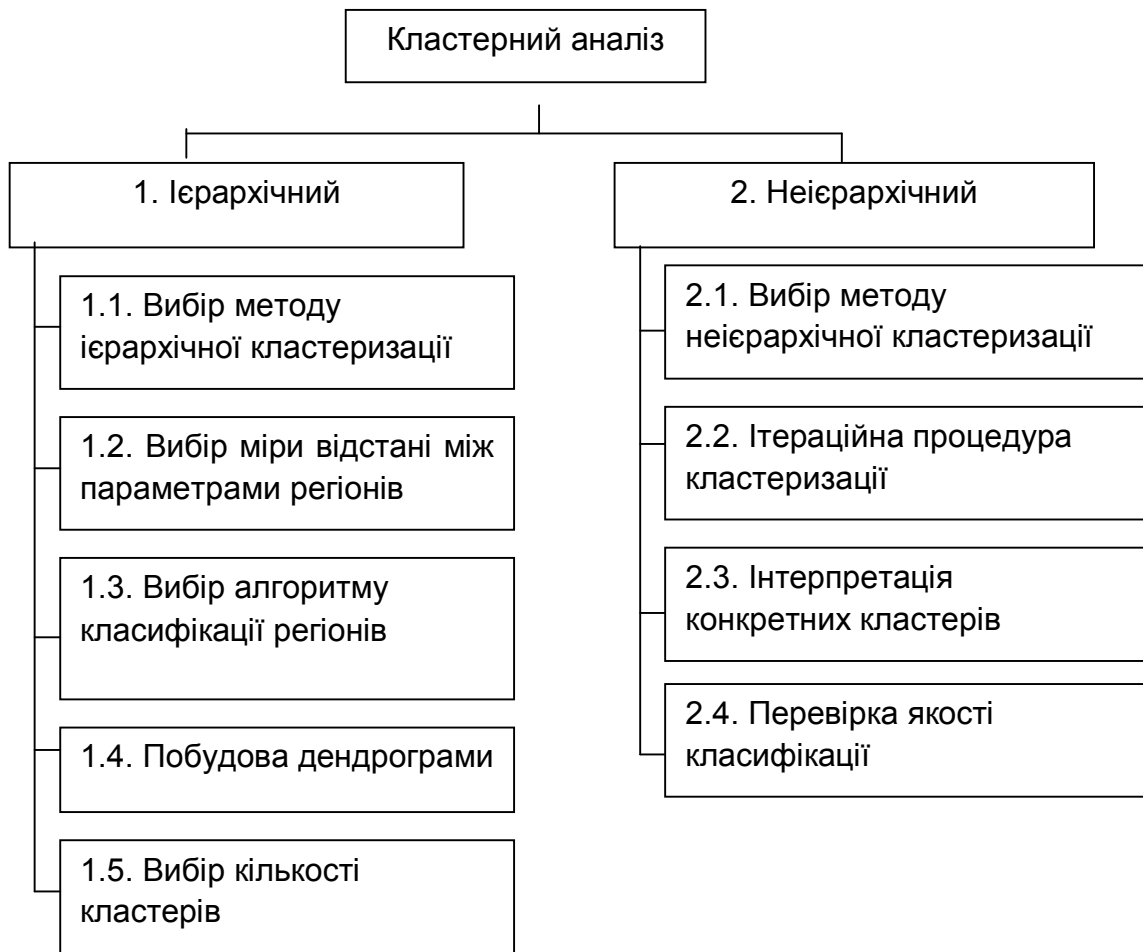 Кластерний аналіз
1. Ієрархічний
1.1. Вибір методу
ієрархічної кластеризації
1.2. Вибір міри відстані між
параметрами регіонів
1.3. Вибір алгоритму
класифікації регіонів
1.4. Побудова дендрограми
1.5. Вибір кількості
кластерів
2. Неієрархічний
2.1. Вибір методу
неієрархічної кластеризації
2.2. Ітераційна процедура
кластеризації
2.3. Інтерпретація
конкретних кластерів
2.4. Перевірка якості
класифікації